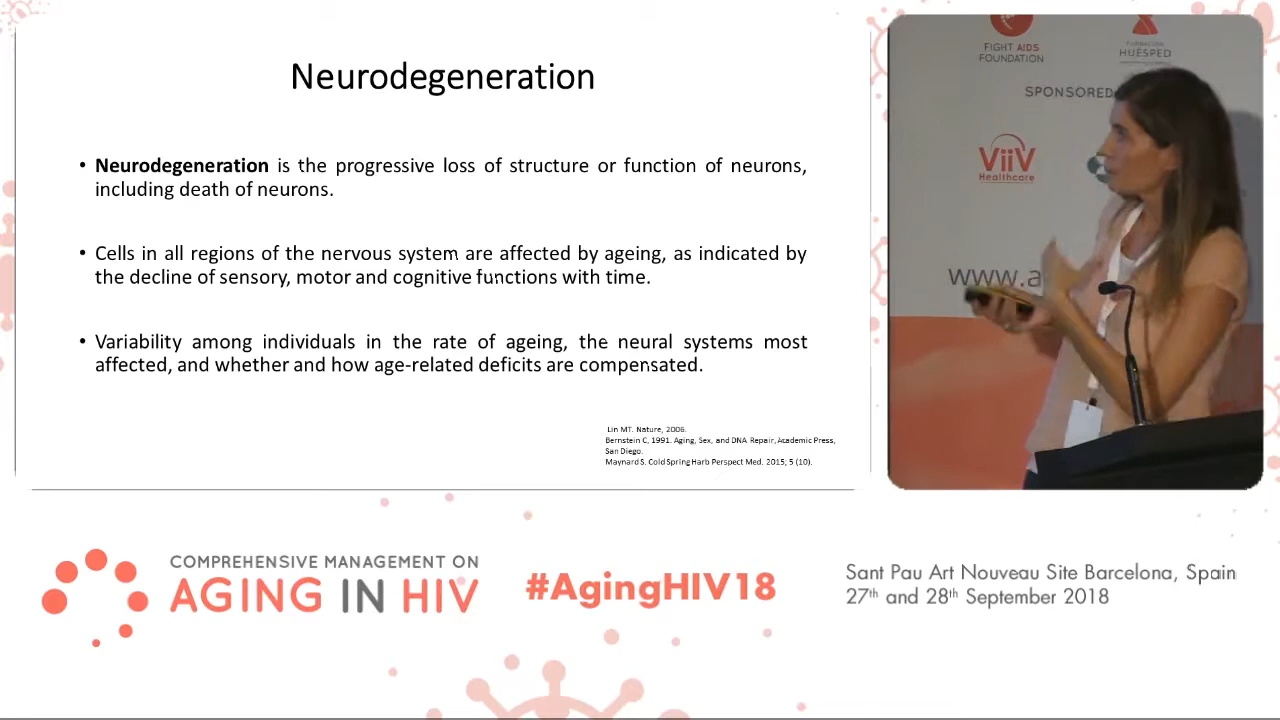 Neurodegeneration
• Neurodegeneration is the progressive loss of structure or function of neurons,
including death of neurons.
• Cells in all regions of the nervous system are affected by ageing, as indicated by
the decline of sensory, motor and cognitive functions with time.
• Variability among individuals in the rate of ageing, the neural systems most
affected, and whether and how age-related deficits are compensated.
Lin MT. Nature, 2006.
Bernstein C, 1991. Aging, Sex, and DNA Repair, Academic Press,
San Diego.
Maynard S. Cold Spring Harb Perspect Med. 2015; 5 (10).
FIGHT AIDS
FOUNDATION
FUNDACIÓN
HUÉSPED
SPONSORED
ViiV
Healthcare
www.a
COMPREHENSIVE MANAGEMENT ON
AGING IN HIV
#AgingHIV18
Sant Pau Art Nouveau Site Barcelona, Spain
27th and 28th September 2018